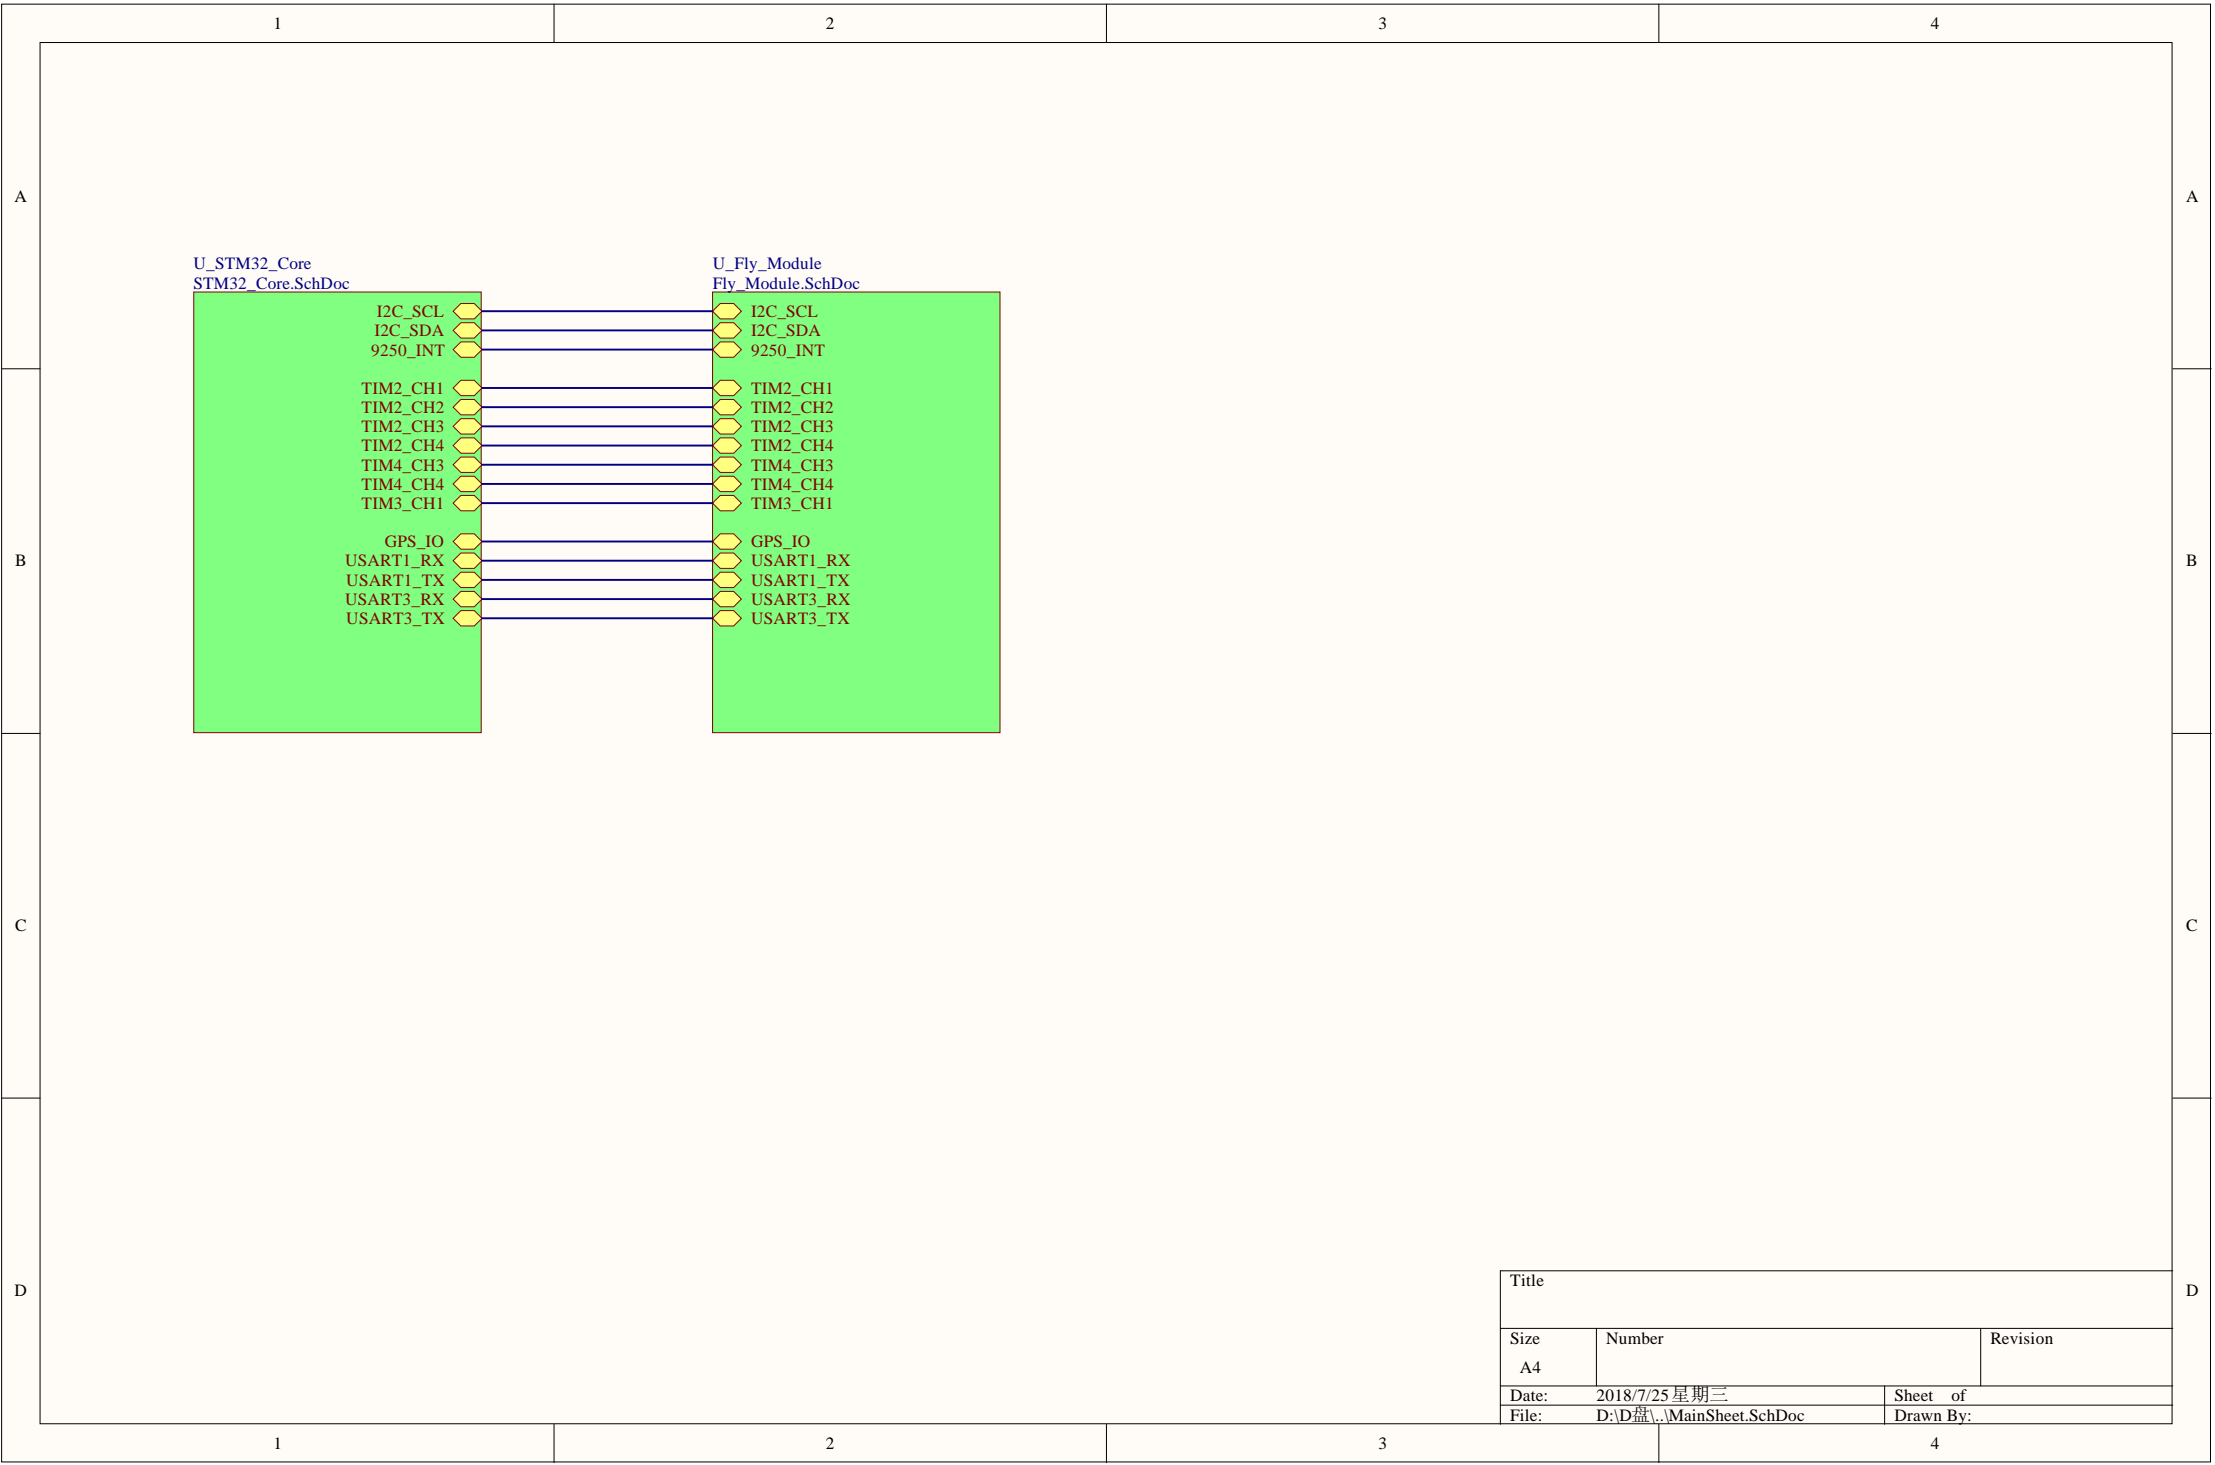 1 2 3 4
A A
U_STM32_Core
STM32_Core.SchDoc
I2C_SCL
I2C_SDA
9250_INT
TIM2_CH1
TIM2_CH2
TIM2_CH3
TIM2_CH4
TIM4_CH3
TIM4_CH4
TIM3_CH1
GPS_IO
USART1_RX
USART1_TX
USART3_RX
USART3_TX
U_Fly_Module
Fly_Module.SchDoc
I2C_SCL
I2C_SDA
9250_INT
TIM2_CH1
TIM2_CH2
TIM2_CH3
TIM2_CH4
TIM4_CH3
TIM4_CH4
TIM3_CH1
GPS_IO
USART1_RX
USART1_TX
USART3_RX
USART3_TX
B B
C C
D D
Title
Size Number Revision
A4
Date: 2018/7/25星期三 Sheet of
File: D:\D盘\..\MainSheet.SchDoc Drawn By:
1 2 3 4